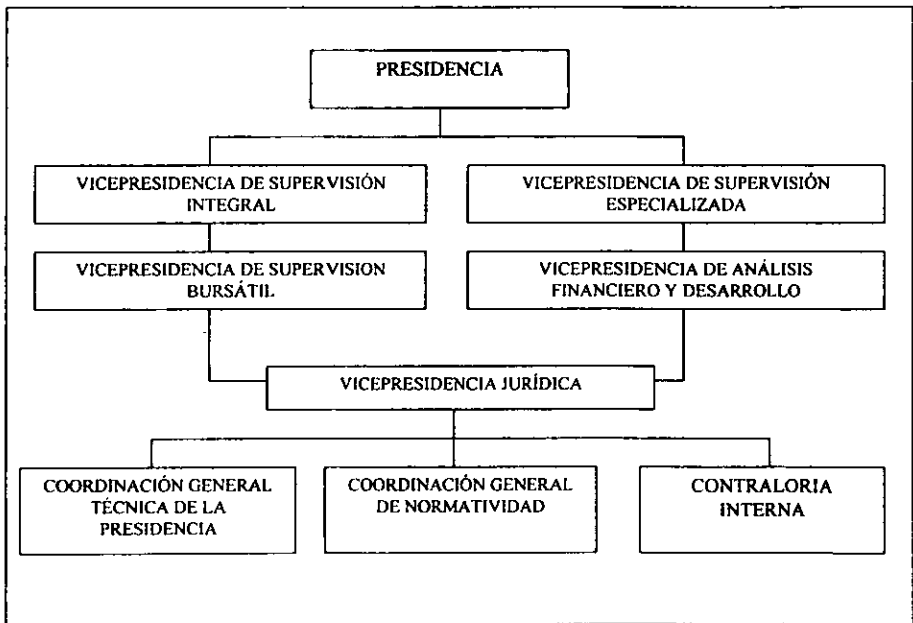 PRESIDENCIA
VICEPRESIDENCIA DE SUPERVISIÓN
INTEGRAL
VICEPRESIDENCIA DE SUPERVISIÓN
ESPECIALIZADA
VICEPRESIDENCIA DE SUPERVISION
BURSÁTIL
VICEPRESIDENCIA DE ANÁLISIS
FINANCIERO Y DESARROLLO
VICEPRESIDENCIA JURÍDICA
COORDINACIÓN GENERAL
TÉCNICA DE LA
PRESIDENCIA
COORDINACIÓN GENERAL
DE NORMATIVIDAD
CONTRALORIA
INTERNA